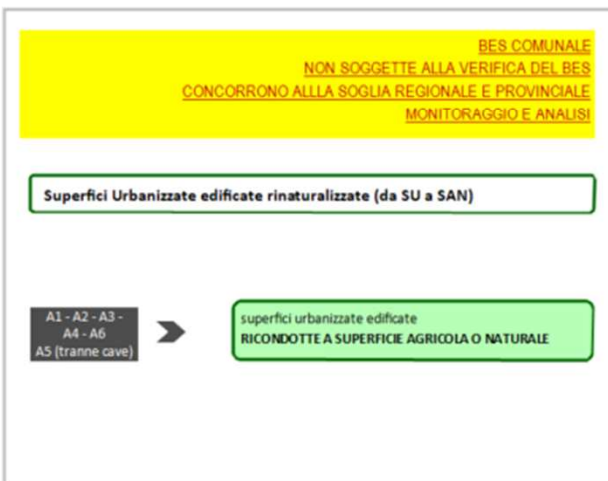 BES COMUNALE
NON SOGGETTE ALLA VERIFICA DEL BES
CONCORRONO ALLLA SOGLIA REGIONALE E PROVINCIALE
MONITORAGGIO E ANALISI
Superfici Urbanizzate edificate rinaturalizzate (da SU a SAN)
A1 - A2 - A3 -
A4 - A6
A5 (tranne cave)
superfici urbanizzate edificate
RICONDOTTE A SUPERFICIE AGRICOLA O NATURALE